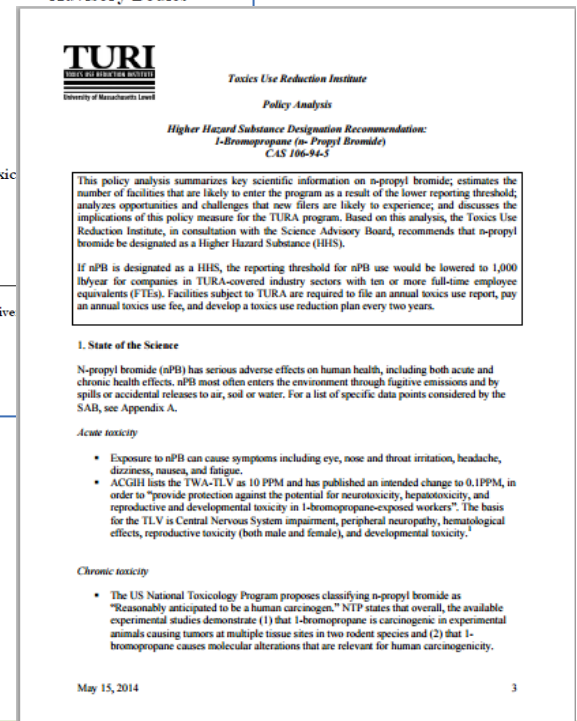 TURI
TOXICS USE REDUCTION INSTITUTE
University of Massachusetts Lowell
Toxics Use Reduction Institute
Policy Analysis
Higher Hazard Substance Designation Recommendation:
1-Bromopropane (n- Propyl Bromide)
CAS 106-94-5
This policy analysis summarizes key scientific information on n-propyl bromide; estimates the
number of facilities that are likely to enter the program as a result of the lower reporting threshold;
analyzes opportunities and challenges that new filers are likely to experience; and discusses the
implications of this policy measure for the TURA program. Based on this analysis, the Toxics Use
Reduction Institute, in consultation with the Science Advisory Board, recommends that n-propyl
bromide be designated as a Higher Hazard Substance (HHS).
If nPB is designated as a HHS, the reporting threshold for nPB use would be lowered to 1,000
lb/year for companies in TURA-covered industry sectors with ten or more full-time employee
equivalents (FTEs). Facilities subject to TURA are required to file an annual toxics use report, pay
an annual toxics use fee, and develop a toxics use reduction plan every two years.
1. State of the Science
N-propyl bromide (nPB) has serious adverse effects on human health, including both acute and
chronic health effects. nPB most often enters the environment through fugitive emissions and by
spills or accidental releases to air, soil or water. For a list of specific data points considered by the
SAB, see Appendix A.
Acute toxicity
• Exposure to nPB can cause symptoms including eye, nose and throat irritation, headache,
dizziness, nausea, and fatigue.
• ACGIH lists the TWA-TLV as 10 PPM and has published an intended change to 0.1PPM, in
order to “provide protection against the potential for neurotoxicity, hepatotoxicity, and
reproductive and developmental toxicity in 1-bromopropane-exposed workers”. The basis
for the TLV is Central Nervous System impairment, peripheral neuropathy, hematological
effects, reproductive toxicity (both male and female), and developmental toxicity.1
Chronic toxicity
• The US National Toxicology Program proposes classifying n-propyl bromide as
“Reasonably anticipated to be a human carcinogen.” NTP states that overall, the available
experimental studies demonstrate (1) that 1-bromopropane is carcinogenic in experimental
animals causing tumors at multiple tissue sites in two rodent species and (2) that 1-
bromopropane causes molecular alterations that are relevant for human carcinogenicity.
May 15, 2014 3